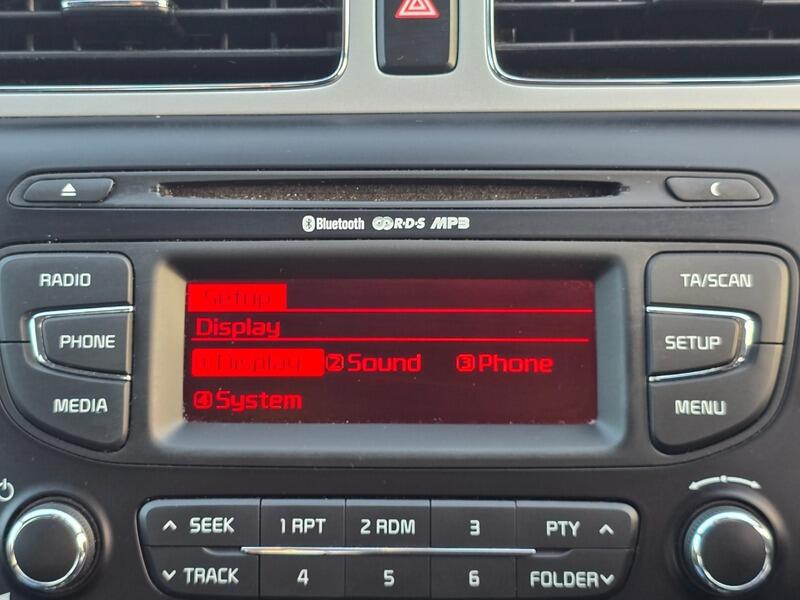 Bluetooth R·D·S MP3
RADIO
TA/SCAN
Setup
Display
PHONE
SETUP
1 Display 2 Sound 3 Phone
4 System
MEDIA
MENU
SEEK 1 RPT 2 RDM 3 PTY
TRACK 4 5 6 FOLDER